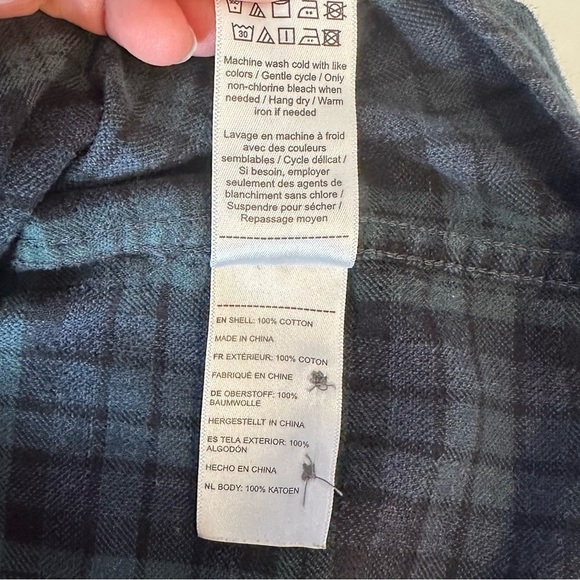 30
Machine wash cold with like
colors / Gentle cycle / Only
non-chlorine bleach when
needed / Hang dry / Warm
iron if needed
Lavage en machine à froid
avec des couleurs
semblables / Cycle délicat /
Si besoin, employer
seulement des agents de
blanchiment sans chlore /
Suspendre pour sécher /
Repassage moyen
EN SHELL: 100% COTTON
MADE IN CHINA
FR EXTÉRIEUR: 100% COTON
FABRIQUÉ EN CHINE
DE OBERSTOFF: 100%
BAUMWOLLE
HERGESTELLT IN CHINA
ES TELA EXTERIOR: 100%
ALGODÓN
HECHO EN CHINA
NL BODY: 100% KATOEN